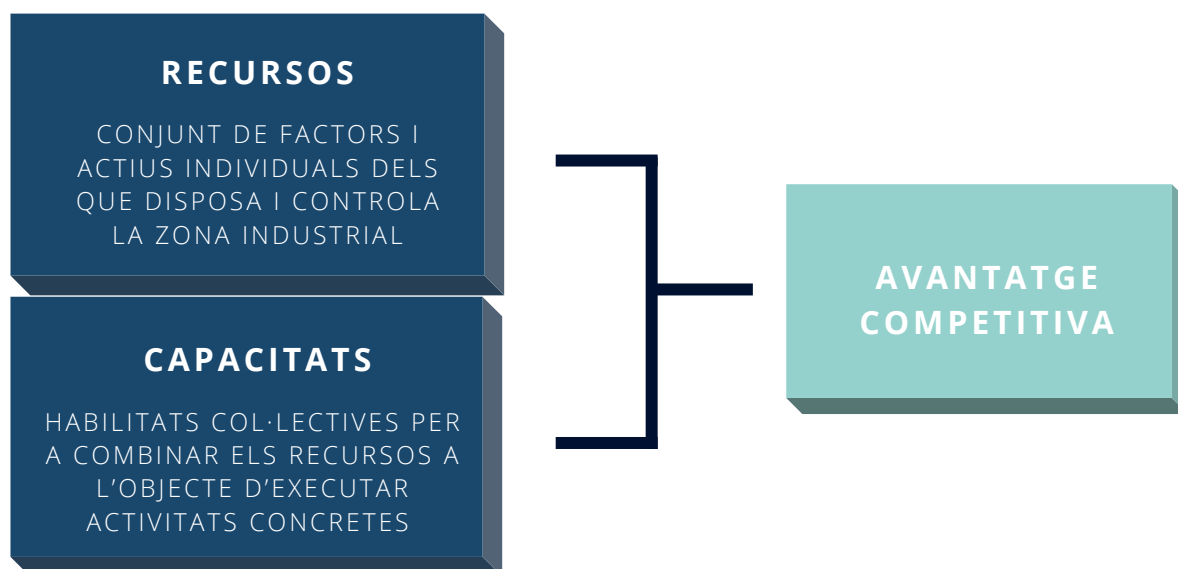 RECURSOS
CONJUNT DE FACTORS I
ACTIUS INDIVIDUALS DELS
QUE DISPOSA I CONTROLA
LA ZONA INDUSTRIAL
CAPACITATS
HABILITATS COL·LECTIVES PER
A COMBINAR ELS RECURSOS A
L'OBJECTE D'EXECUTAR
ACTIVITATS CONCRETES
AVANTATGE
COMPETITIVA